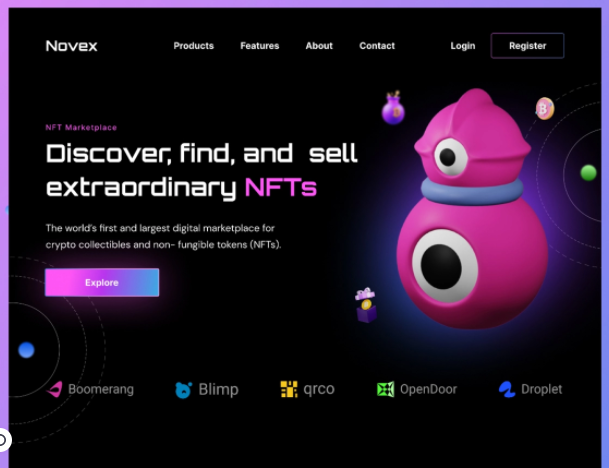 Novex
Products Features About Contact Login Register
NFT Marketplace
Discover, find, and sell
extraordinary NFTs
The world's first and largest digital marketplace for
crypto collectibles and non- fungible tokens (NFTs).
Explore
Boomerang Blimp qrco OpenDoor Droplet